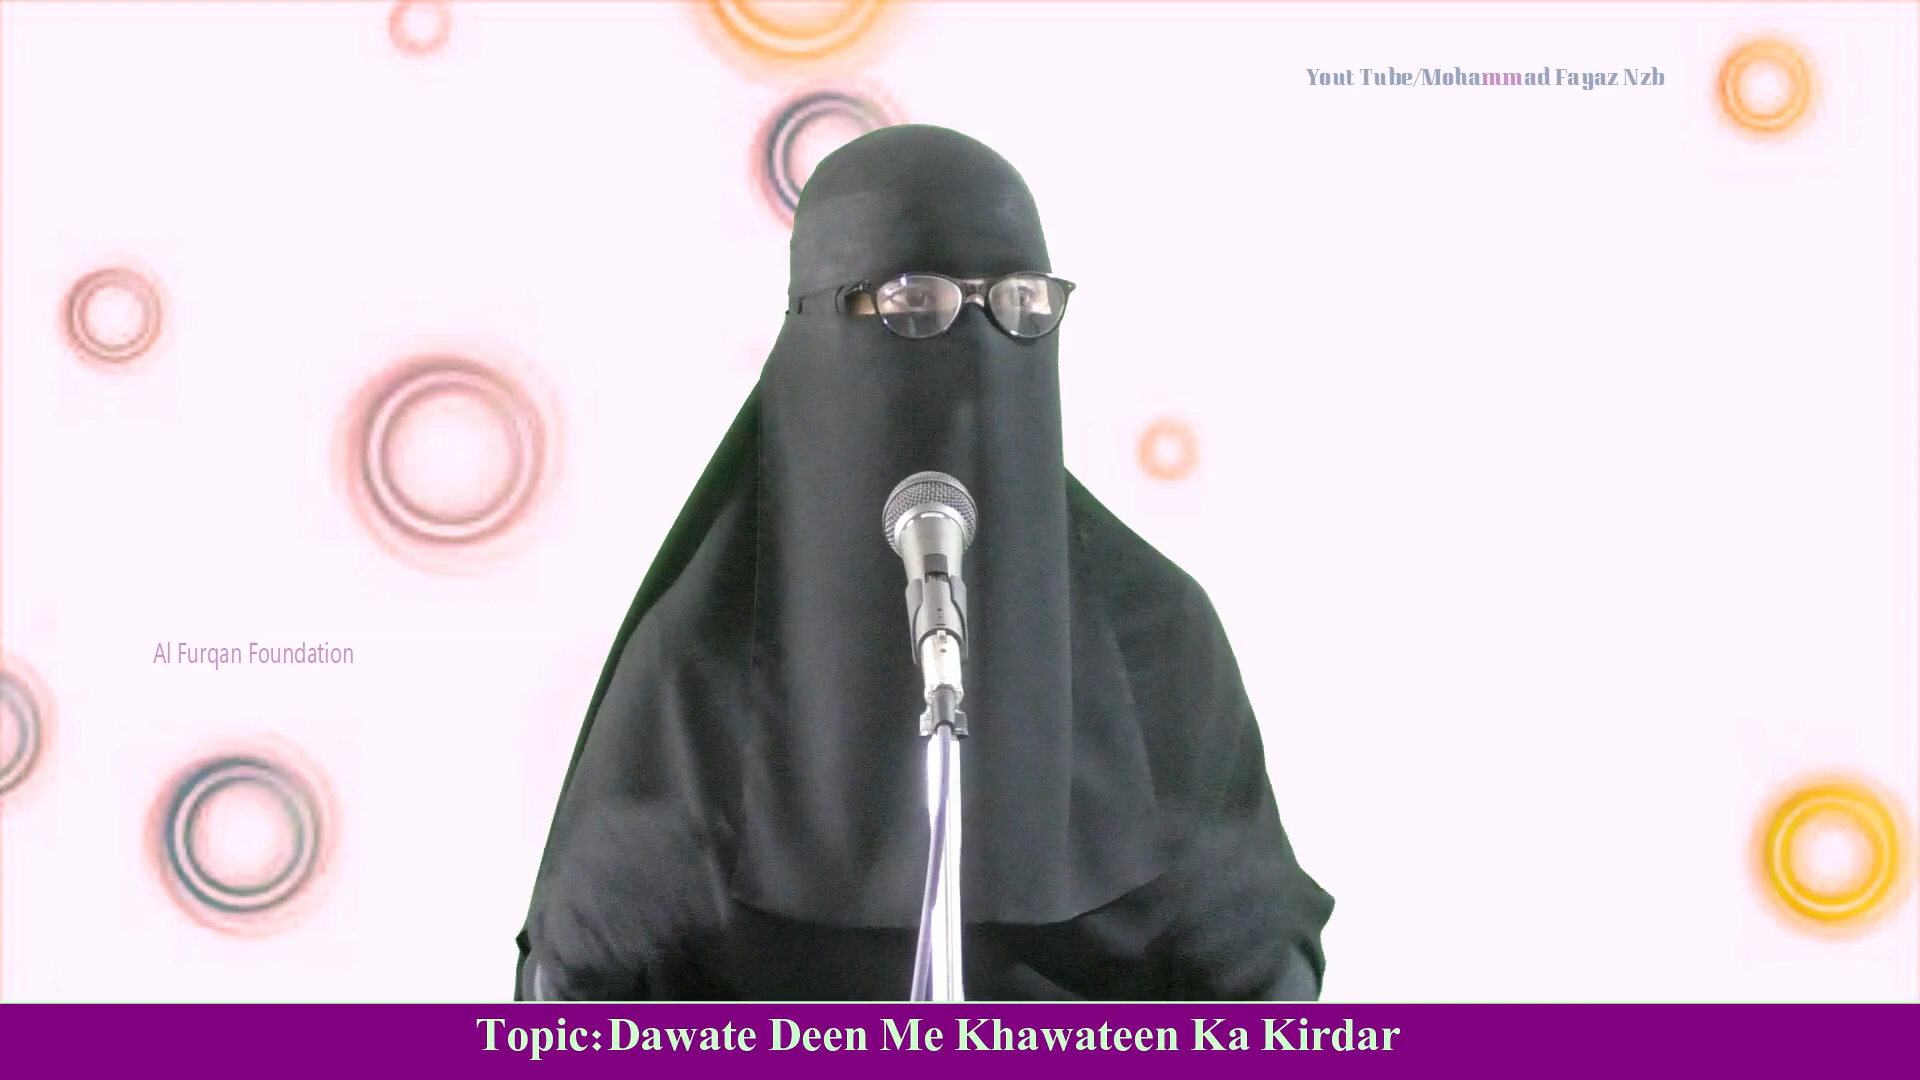 Yout Tube/Mohammad Fayaz Nzb
Al Furqan Foundation
Topic:Dawate Deen Me Khawateen Ka Kirdar